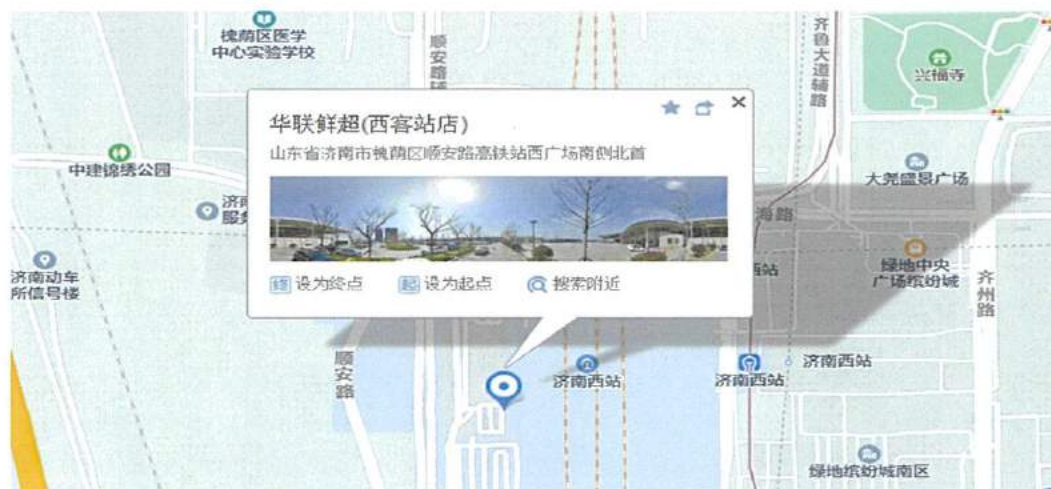 槐荫区医学
中心实验学校
顺安路辅
齐鲁大道辅路
兴福寺
华联鲜超(西客站店)
山东省济南市槐荫区顺安路高铁站西广场南侧北首
中建锦绣公园
大尧盛景广场
济南
服务
海路
济南动车
所信号楼
终 设为终点
起 设为起点
搜索附近
西站
绿地中央
广场缤纷城
齐州路
顺安路
济南西站
济南西站
济南西站
绿地缤纷城南区